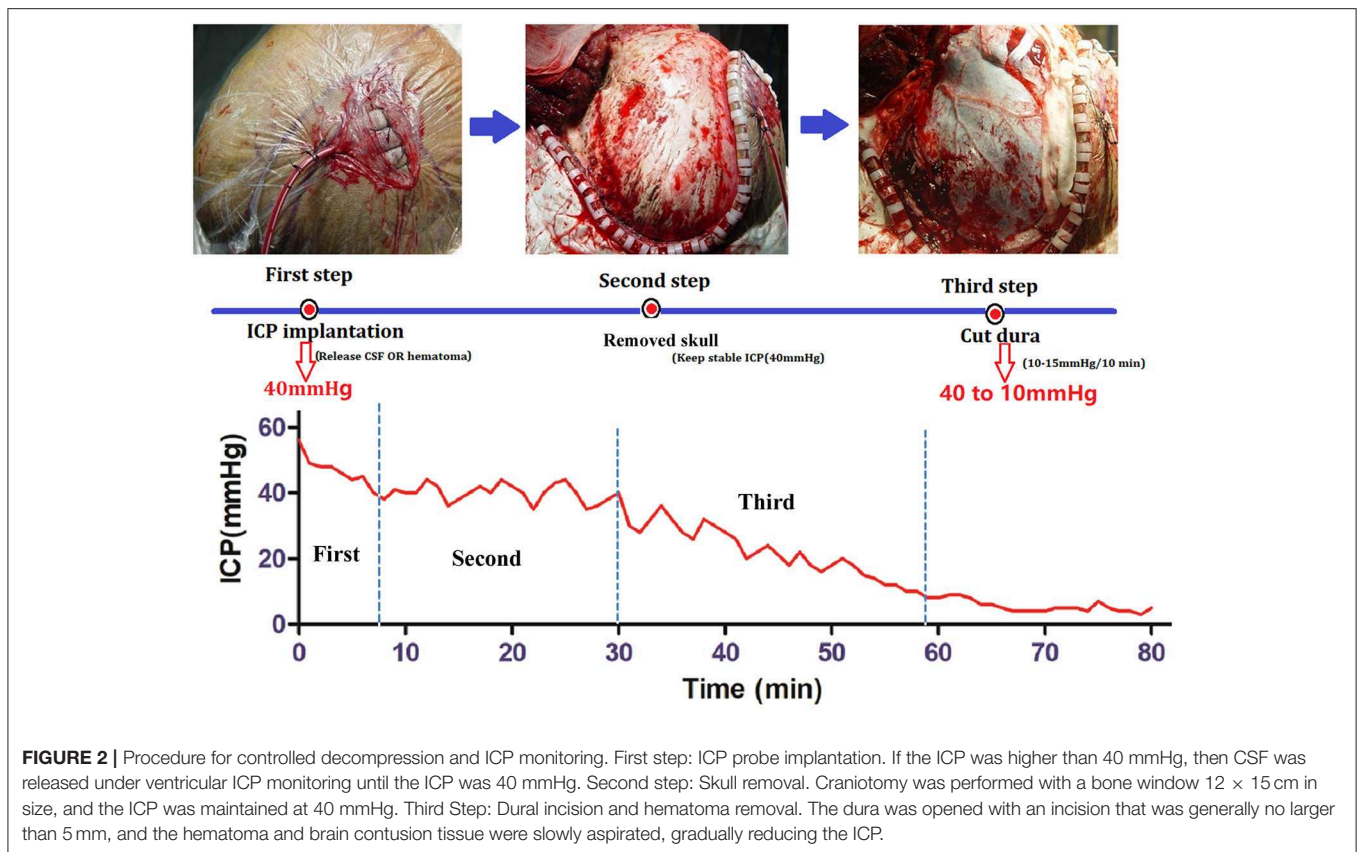 First step
Second step
Third step
ICP implantation
Removed skull
Cut dura
(Release CSF OR hematoma)
(Keep stable ICP(40mmHg)
(10-15mmHg/10 min)
40mmHg
40 to 10mmHg
ICP(mmHg)
60
40
20
0
First
Second
Third
0 10 20 30 40 50 60 70 80
Time (min)
FIGURE 2 | Procedure for controlled decompression and ICP monitoring. First step: ICP probe implantation. If the ICP was higher than 40 mmHg, then CSF was
released under ventricular ICP monitoring until the ICP was 40 mmHg. Second step: Skull removal. Craniotomy was performed with a bone window 12 × 15 cm in
size, and the ICP was maintained at 40 mmHg. Third Step: Dural incision and hematoma removal. The dura was opened with an incision that was generally no larger
than 5 mm, and the hematoma and brain contusion tissue were slowly aspirated, gradually reducing the ICP.